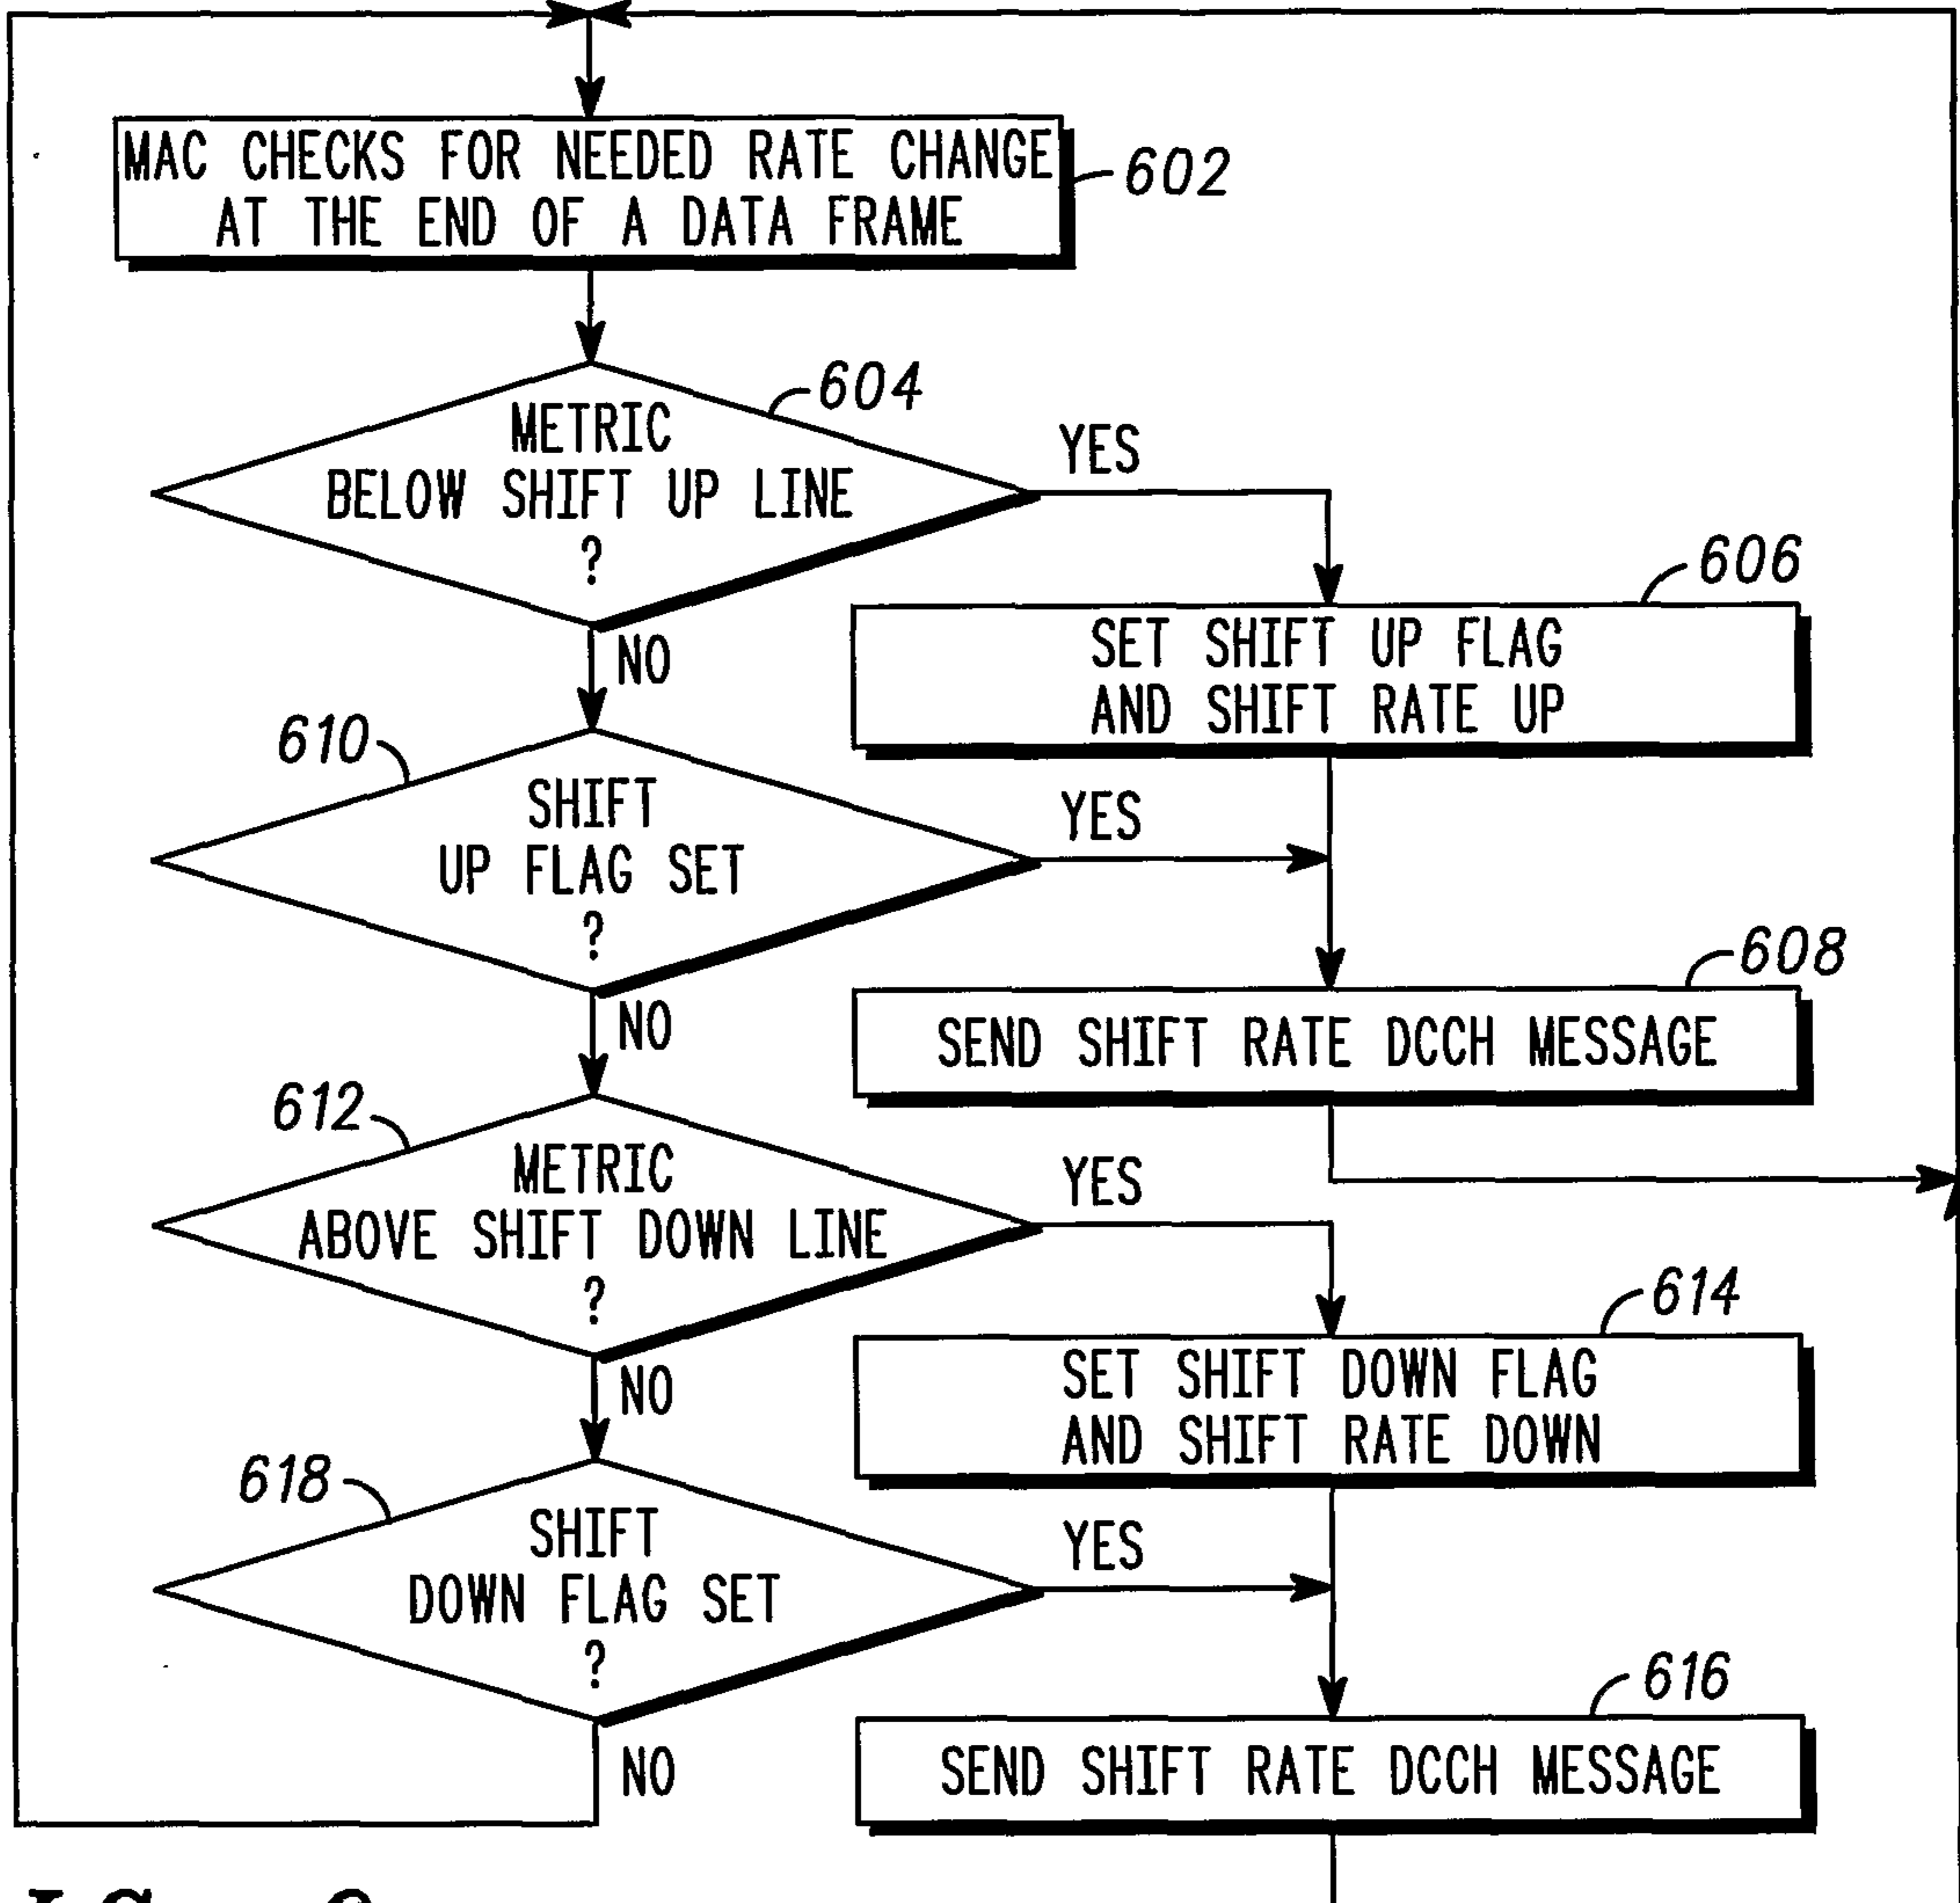 MAC CHECKS FOR NEEDED RATE CHANGE
AT THE END OF A DATA FRAME
602
604
METRIC
BELOW SHIFT UP LINE
?
YES
NO
606
SET SHIFT UP FLAG
AND SHIFT RATE UP
610
SHIFT
UP FLAG SET
?
YES
NO
608
SEND SHIFT RATE DCCH MESSAGE
612
METRIC
ABOVE SHIFT DOWN LINE
?
YES
NO
614
SET SHIFT DOWN FLAG
AND SHIFT RATE DOWN
618
SHIFT
DOWN FLAG SET
?
YES
NO
616
SEND SHIFT RATE DCCH MESSAGE